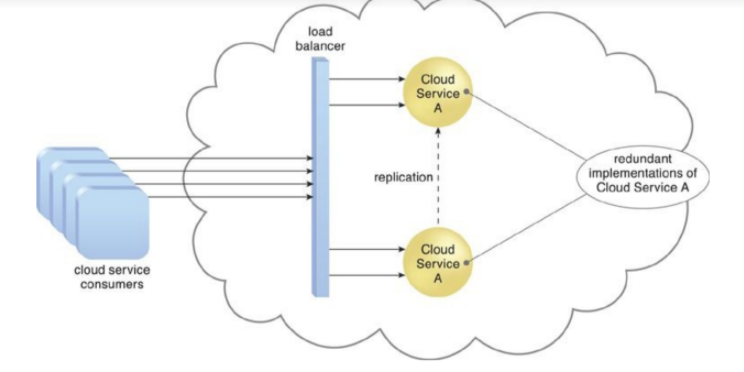 load
balancer
Cloud
Service
A
redundant
implementations of
Cloud Service A
replication
Cloud
Service
A
cloud service
consumers